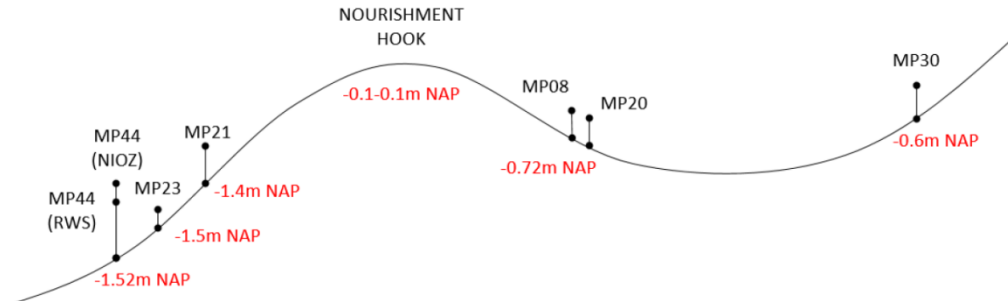 NOURISHMENT
HOOK
-0.1-0.1m NAP
MP08
MP20
MP30
-0.72m NAP
-0.6m NAP
MP44
(NIOZ)
MP21
MP23
MP44
(RWS)
-1.4m NAP
-1.5m NAP
-1.52m NAP